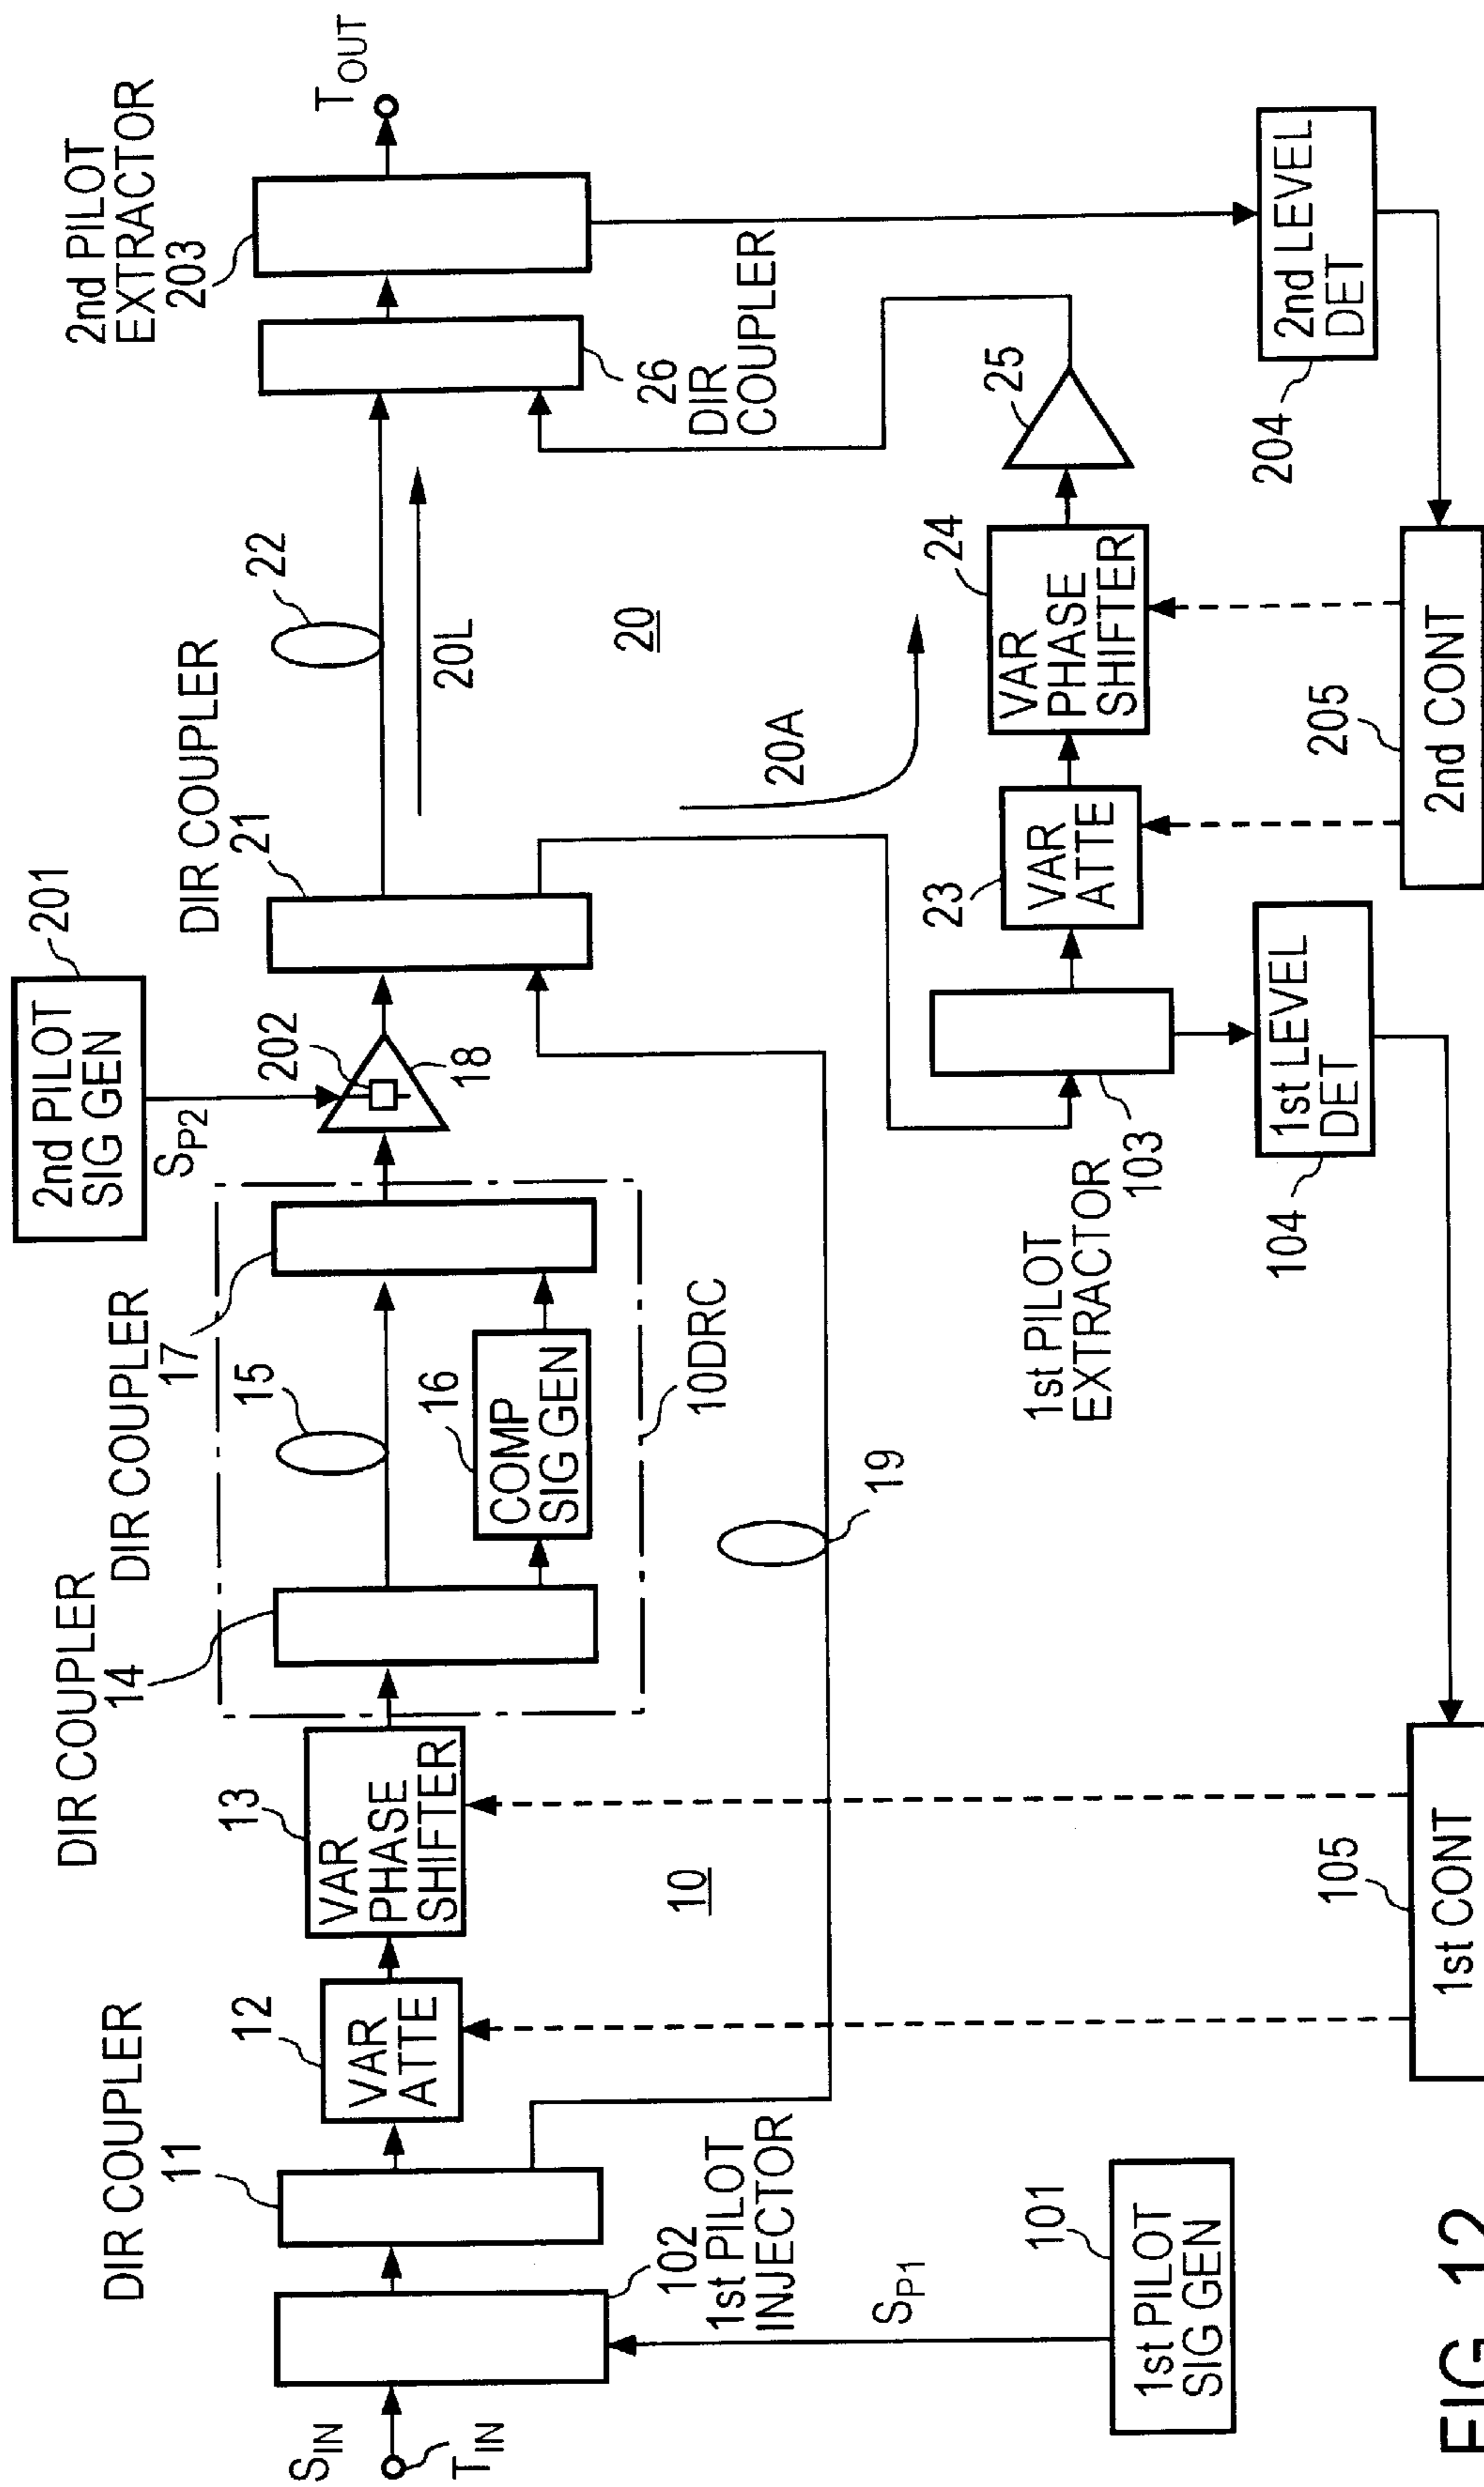 S_IN
T_IN
102
1st PILOT
INJECTOR
S_P1
101
1st PILOT
SIG GEN
DIR COUPLER
11
12
VAR
ATTE
13
VAR
PHASE
SHIFTER
10
105
1st CONT
DIR COUPLER
14
15
16
COMP
SIG GEN
DIR COUPLER
17
10DRC
19
2nd PILOT
SIG GEN
201
S_P2
202
18
DIR COUPLER
21
22
20L
20
20A
1st PILOT
EXTRACTOR
103
104
1st LEVEL
DET
23
VAR
ATTE
24
VAR
PHASE
SHIFTER
25
205
2nd CONT
26
DIR
COUPLER
2nd PILOT
EXTRACTOR
203
T_OUT
204
2nd LEVEL
DET
FIG.12